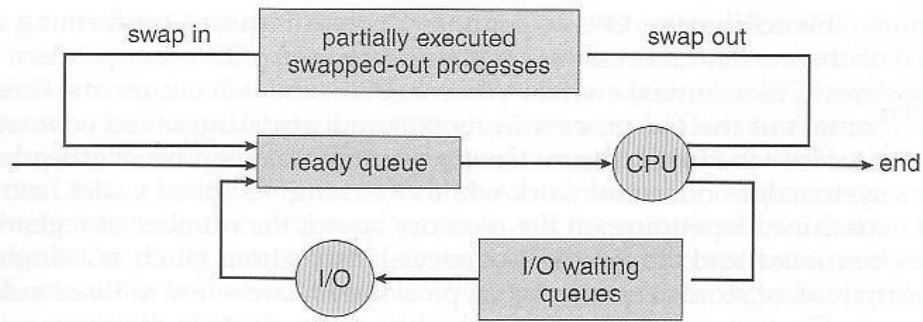 swap in
partially executed
swapped-out processes
swap out
ready queue
CPU
end
I/O
I/O waiting
queues